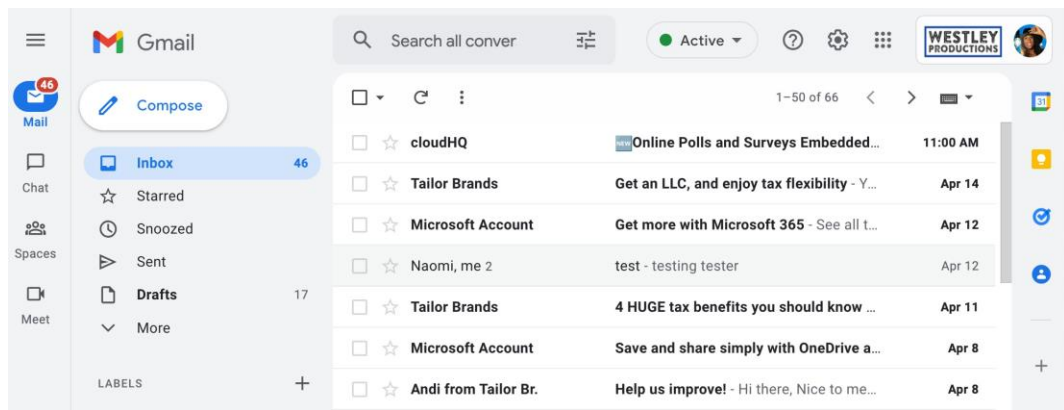 Gmail
Search all conver
Active
WESTLEY
PRODUCTIONS
46
Mail
Compose
1–50 of 66
31
Inbox 46
Chat
Starred
Snoozed
Spaces
Sent
Drafts 17
Meet
More
LABELS
cloudHQ NEW Online Polls and Surveys Embedded... 11:00 AM
Tailor Brands Get an LLC, and enjoy tax flexibility - Y... Apr 14
Microsoft Account Get more with Microsoft 365 - See all t... Apr 12
Naomi, me 2 test - testing tester Apr 12
Tailor Brands 4 HUGE tax benefits you should know ... Apr 11
Microsoft Account Save and share simply with OneDrive a... Apr 8
Andi from Tailor Br. Help us improve! - Hi there, Nice to me... Apr 8